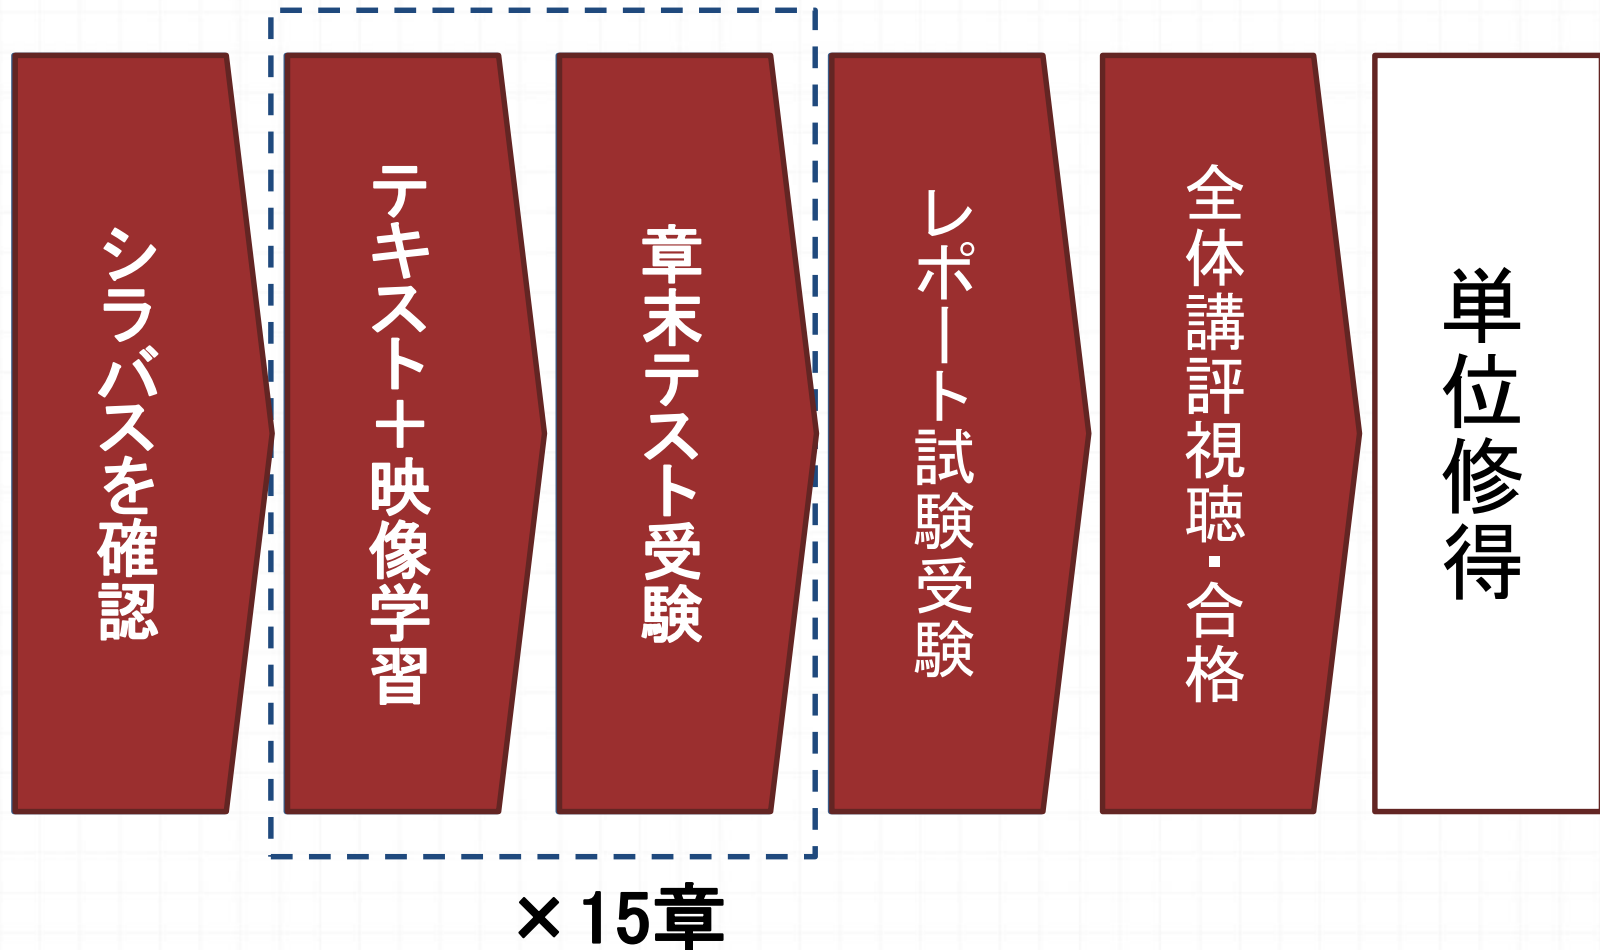 シラバスを確認
テキスト＋映像学習
章末テスト受験
レポート試験受験
全体講評視聴・合格
単位修得
×15章